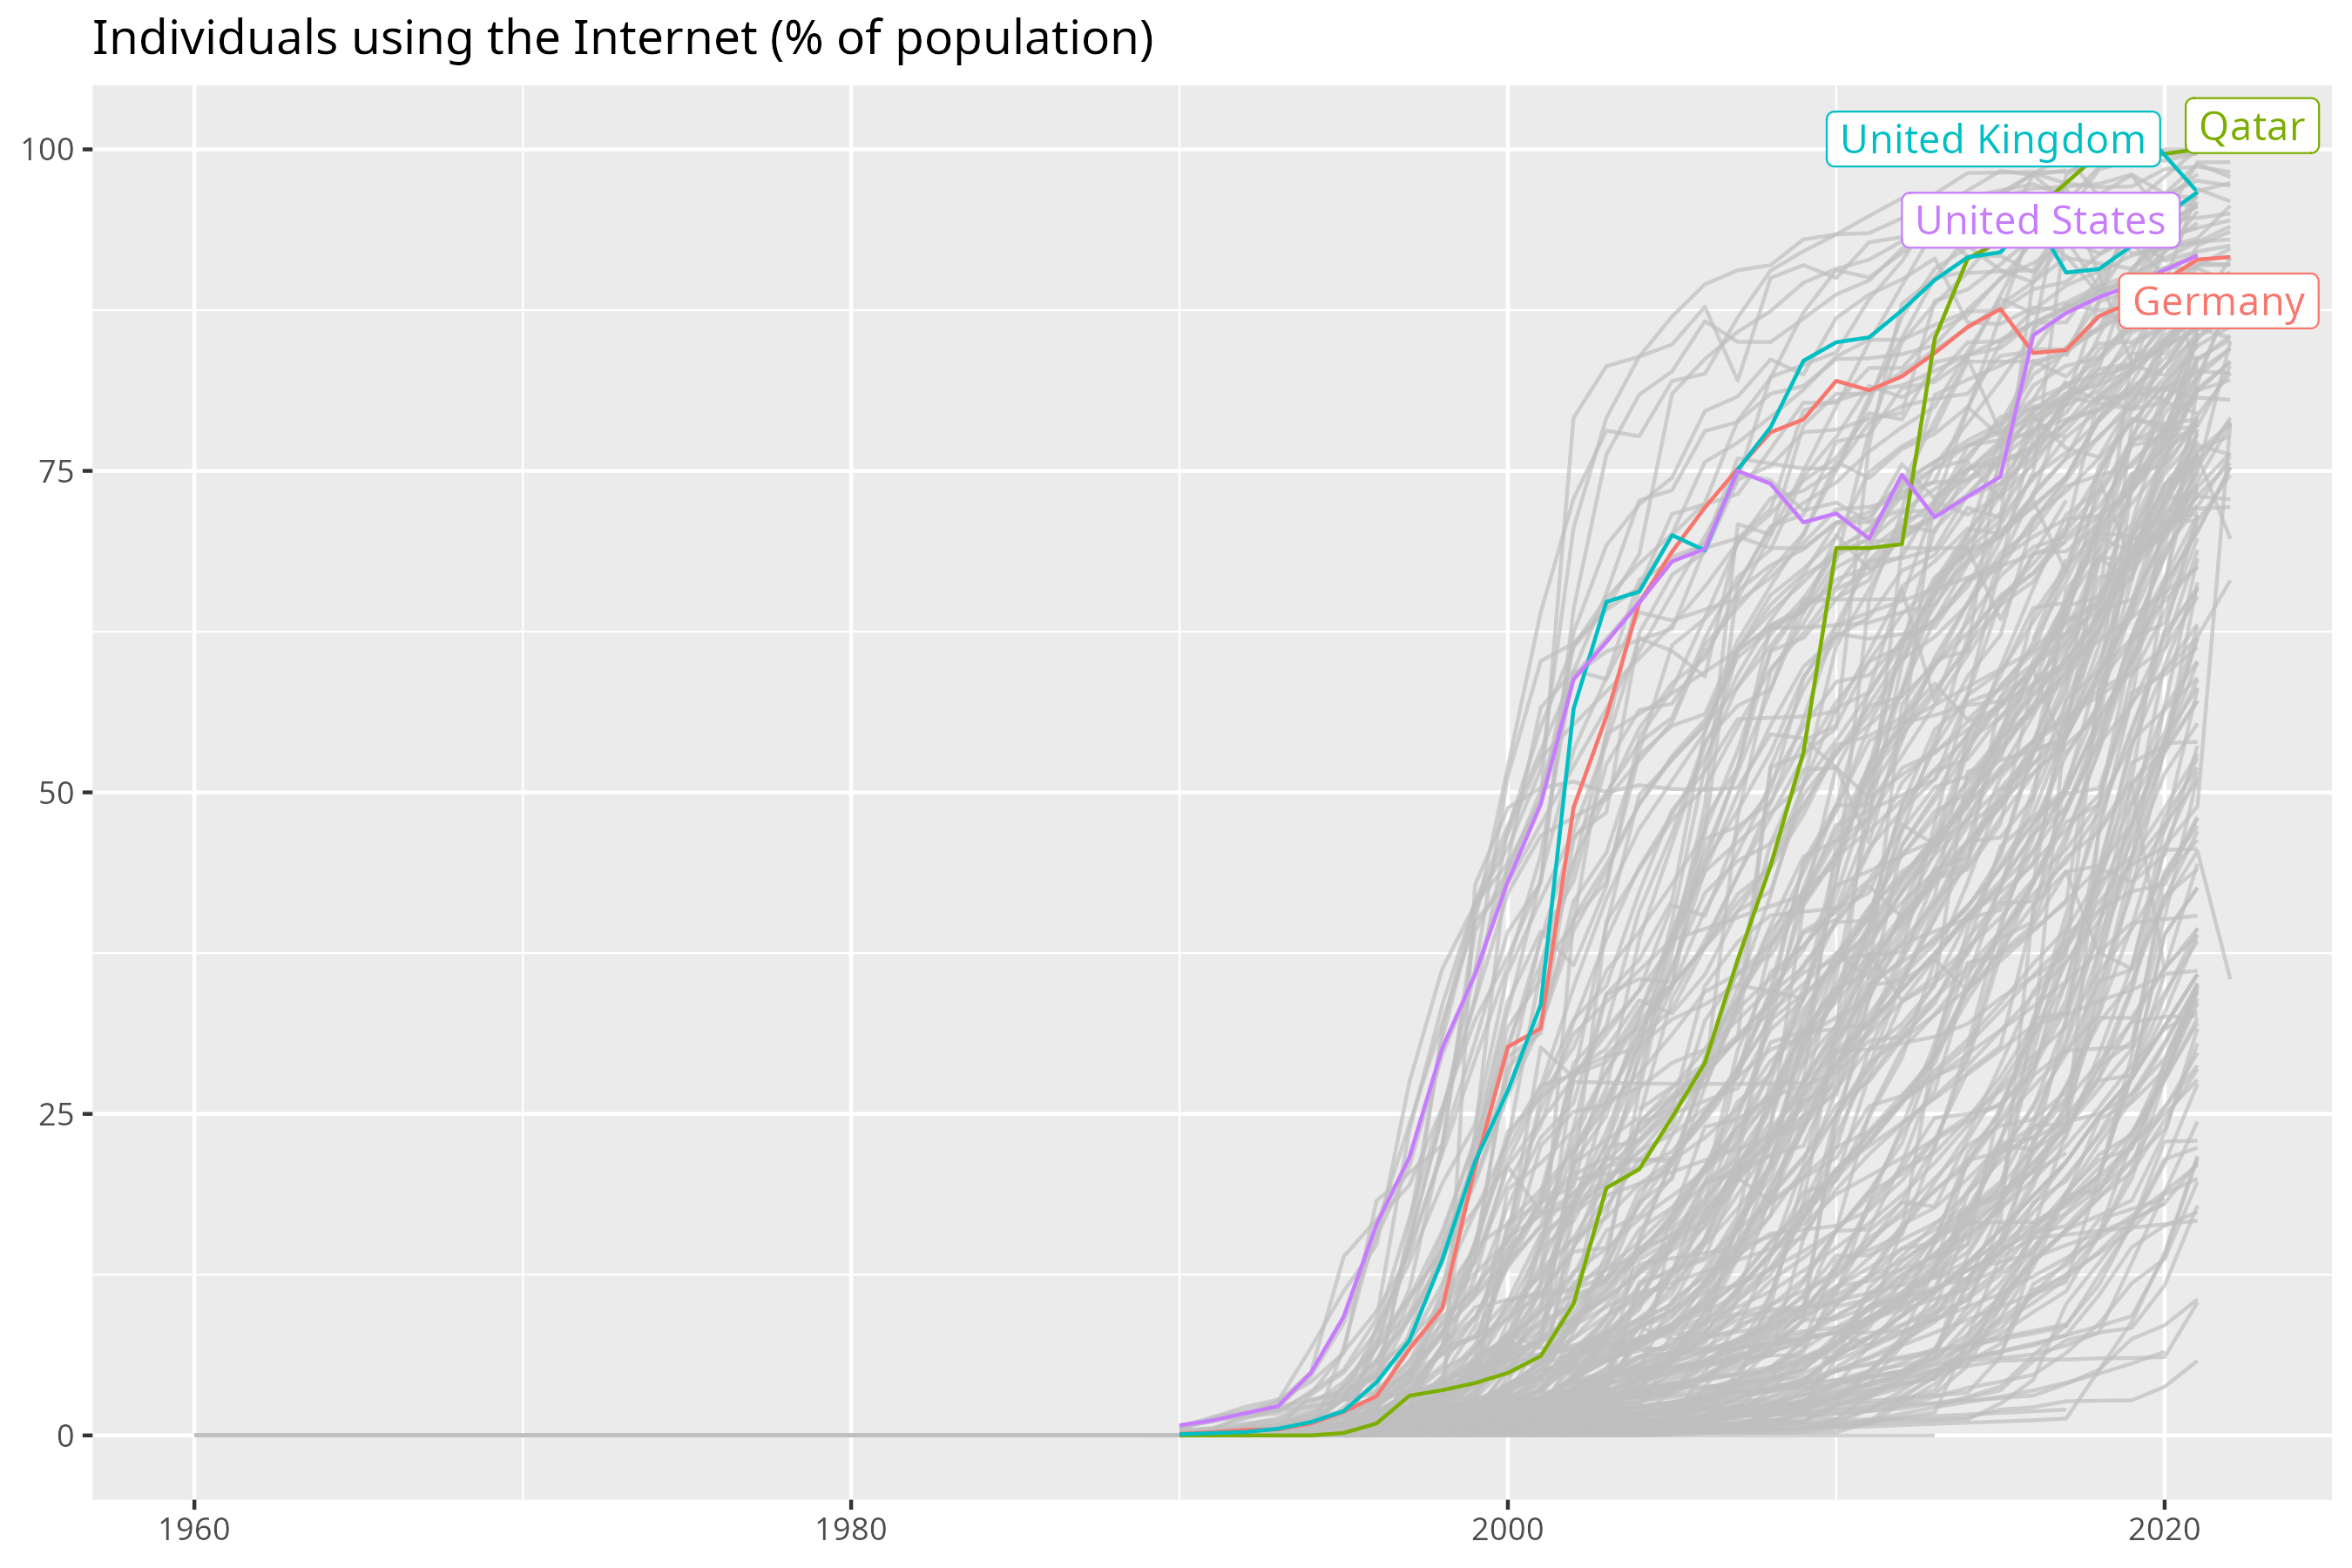 Individuals using the Internet (% of population)
100
75
50
25
0
United Kingdom
Qatar
United States
Germany
1960
1980
2000
2020